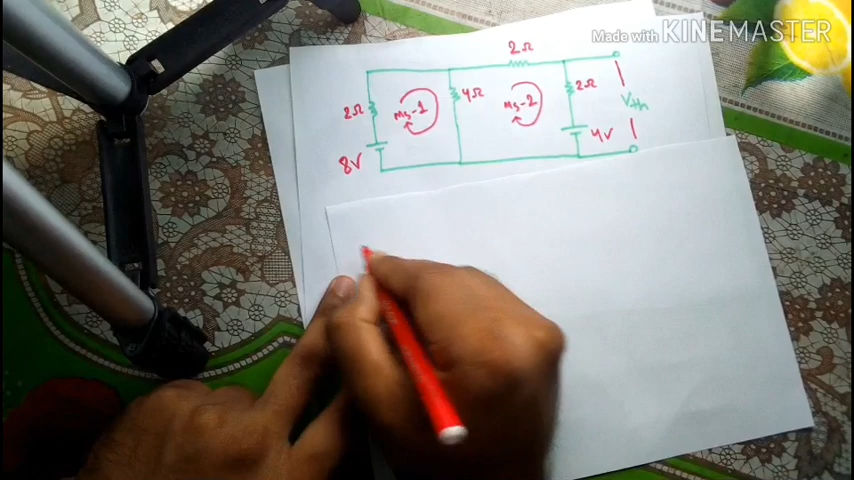 Made with KINEMASTER
2Ω
2Ω
Ms-1
4Ω
Ms-2
2Ω
Vth
8V
4V